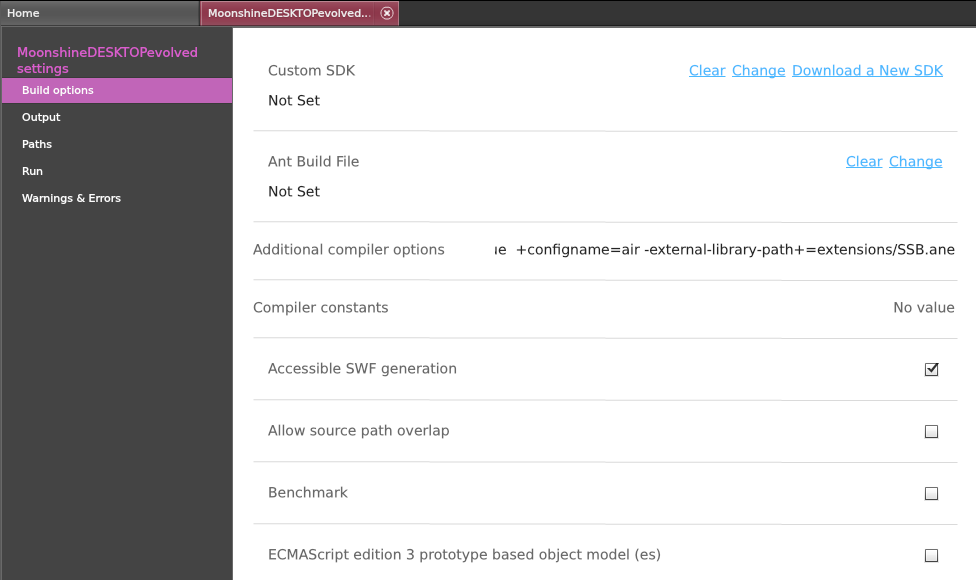 Home
MoonshineDESKTOPevolved...
MoonshineDESKTOPevolved
settings
Build options
Output
Paths
Run
Warnings & Errors
Custom SDK Clear Change Download a New SDK
Not Set
Ant Build File Clear Change
Not Set
Additional compiler options +configname=air -external-library-path+=extensions/SSB.ane
Compiler constants No value
Accessible SWF generation
Allow source path overlap
Benchmark
ECMAScript edition 3 prototype based object model (es)